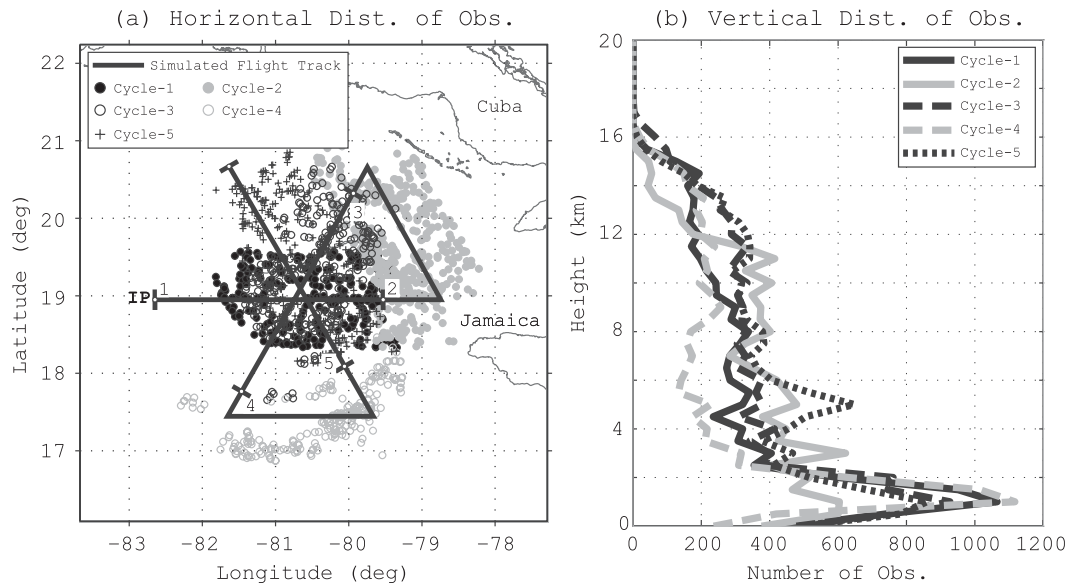 (a) Horizontal Dist. of Obs.
Simulated Flight Track
Cycle-1
Cycle-2
Cycle-3
Cycle-4
Cycle-5
Cuba
Jamaica
IP
1
2
3
4
5
22
21
20
19
18
17
Latitude (deg)
-83
-82
-81
-80
-79
-78
Longitude (deg)
(b) Vertical Dist. of Obs.
Cycle-1
Cycle-2
Cycle-3
Cycle-4
Cycle-5
20
16
12
8
4
0
Height (km)
0
200
400
600
800
1000
1200
Number of Obs.